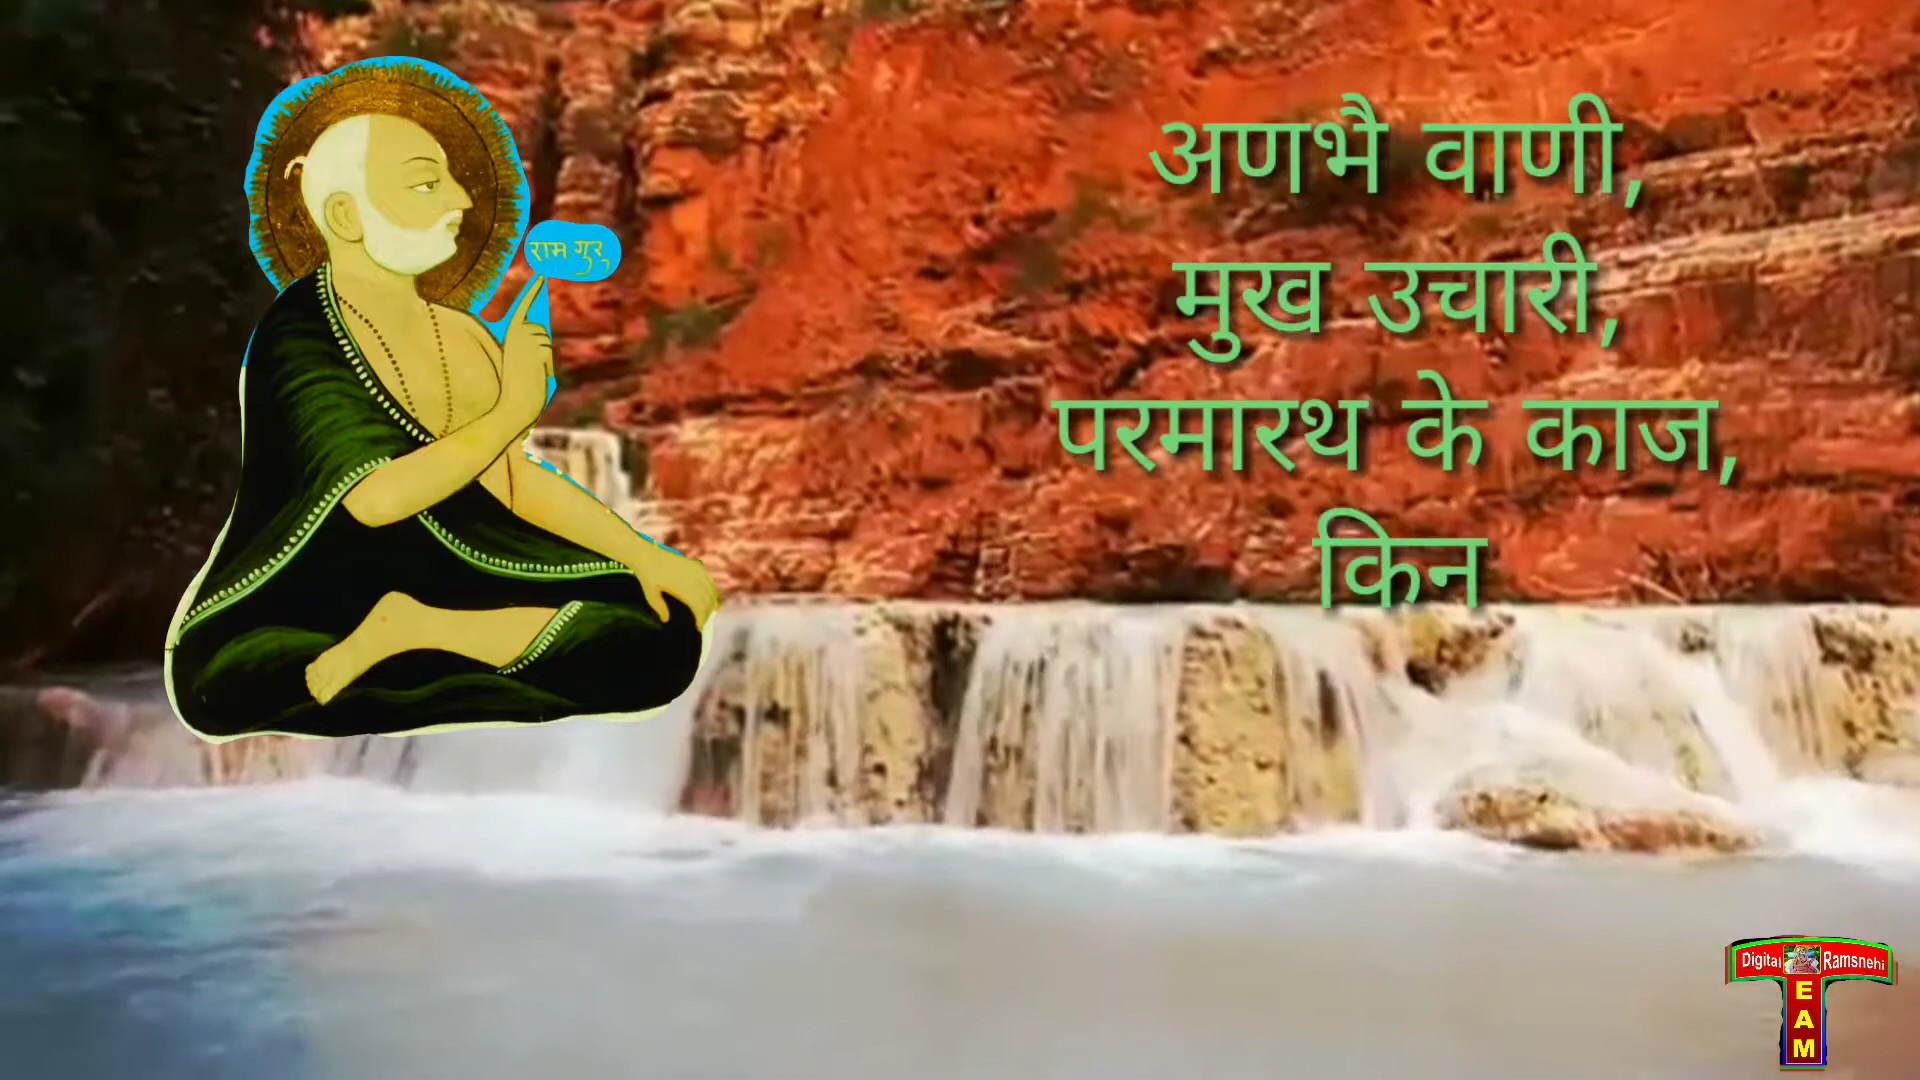 राम गुरु
अणभै वाणी,
मुख उचारी,
परमारथ के काज,
किन
Digital Ramsnehi
TEAM